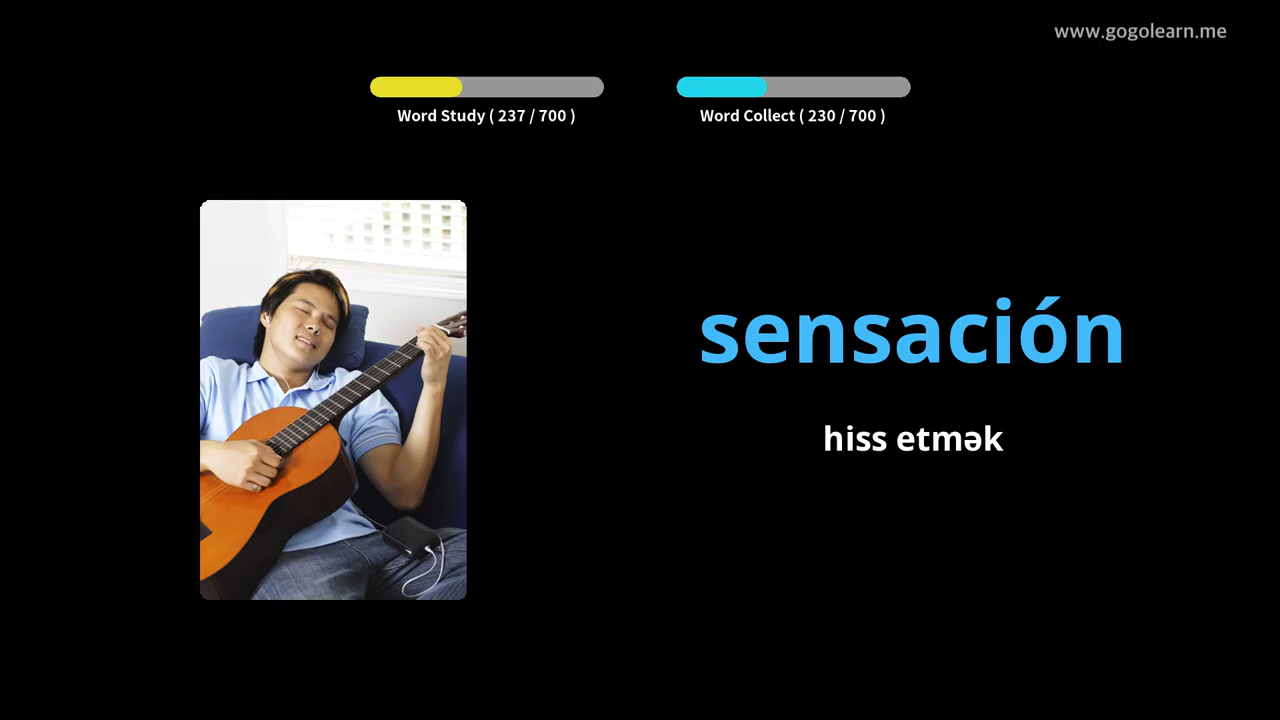 www.gogolearn.me
Word Study ( 237 / 700 )
Word Collect ( 230 / 700 )
sensación
hiss etmək